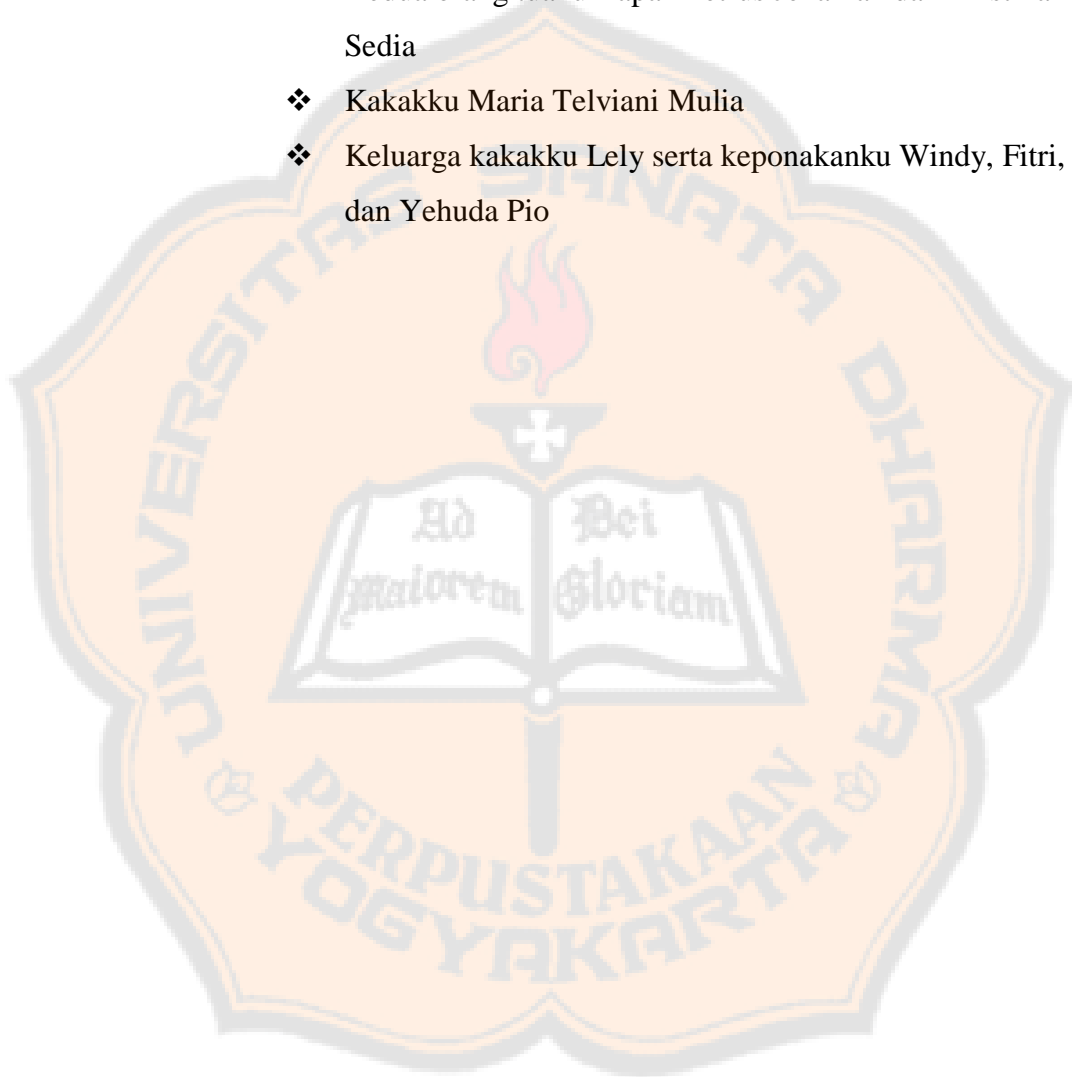 Sedia
❖ Kakakku Maria Telviani Mulia
❖ Keluarga kakakku Lely serta keponakanku Windy, Fitri,
dan Yehuda Pio
UNIVERSITAS SANATA DHARMA
Ad
Dei
Maiorem
Gloriam
PERPUSTAKAAN
YOGYAKARTA